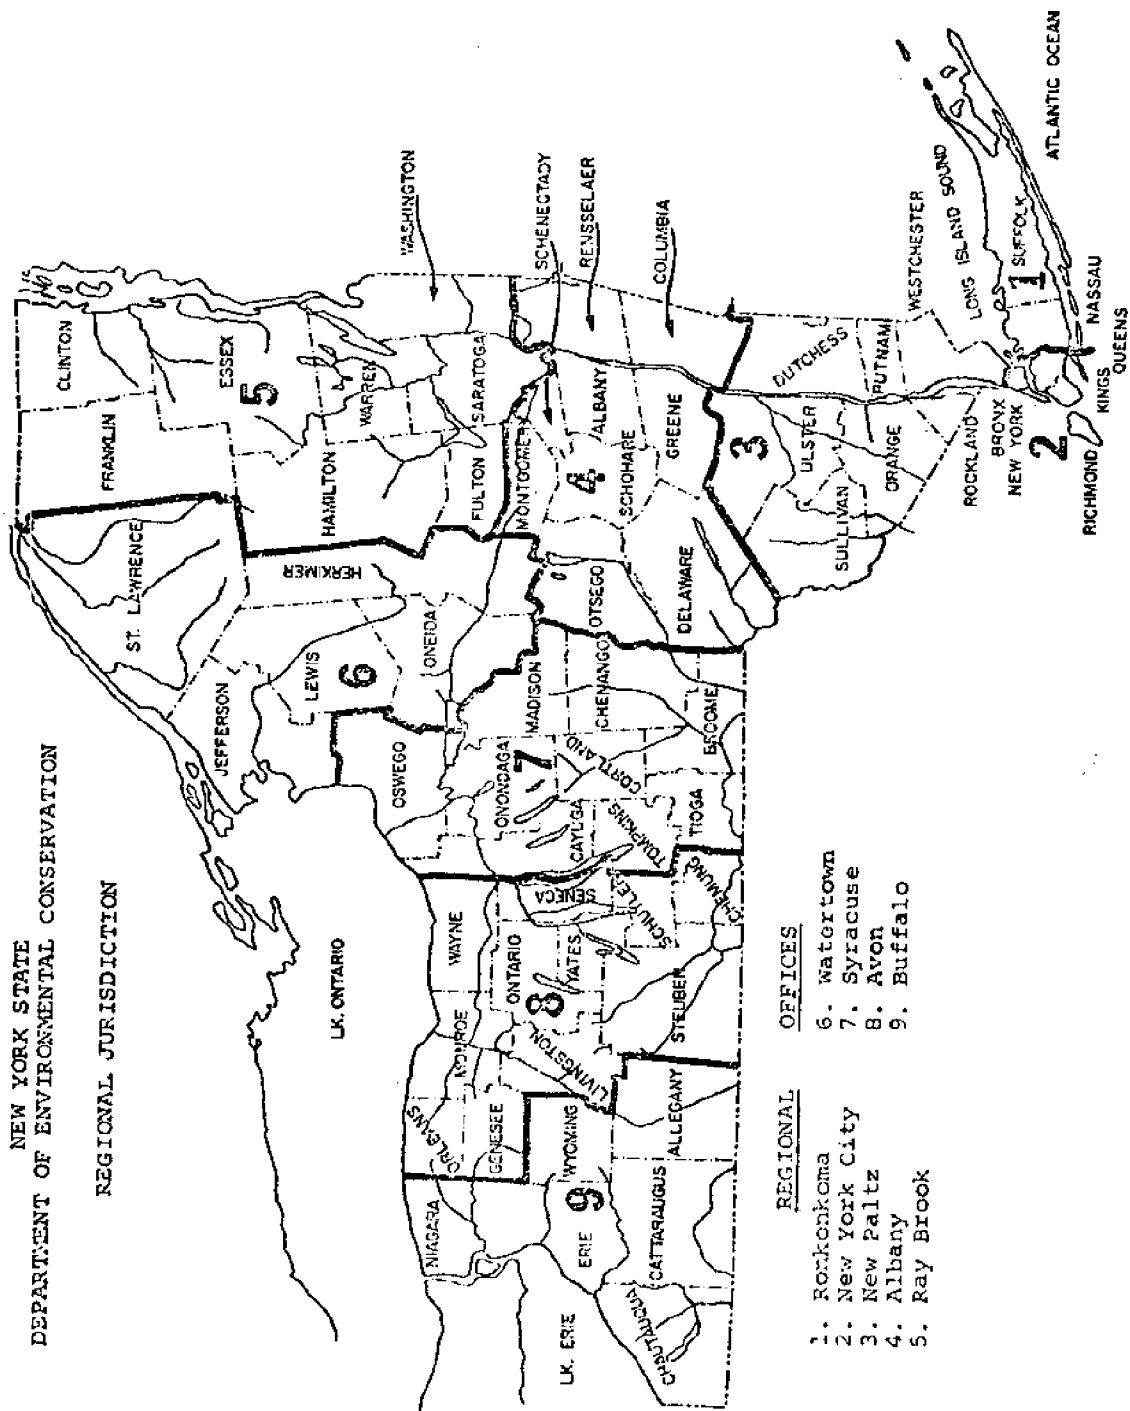 NEW YORK STATE
DEPARTMENT OF ENVIRONMENTAL CONSERVATION
REGIONAL JURISDICTION
CLINTON
FRANKLIN
ESSEX
5
ST. LAWRENCE
WARREN
HAMILTON
WASHINGTON
JEFFERSON
LEWIS
6
HERKIMER
SARATOGA
FULTON
OSWEGO
ONEIDA
MONTGOMERY
SCHENECTADY
LK. ONTARIO
WAYNE
MONROE
ORLEANS
NIAGARA
GENESEE
ONTARIO
SENECA
CAYUGA
ONONDAGA
7
MADISON
OTSEGO
SCHOHARIE
4
ALBANY
RENSSELAER
LK. ERIE
ERIE
9
WYOMING
LIVINGSTON
8
YATES
SCHUYLER
TOMPKINS
CORTLAND
CHENANGO
DELAWARE
GREENE
COLUMBIA
CHAUTAUQUA
CATTARAUGUS
ALLEGANY
STEUBEN
CHEMUNG
TIOGA
BROOME
3
ULSTER
DUTCHESS
SULLIVAN
ORANGE
PUTNAM
ROCKLAND
WESTCHESTER
BRONX
NEW YORK
2
LONG ISLAND SOUND
1
SUFFOLK
RICHMOND
KINGS
QUEENS
NASSAU
ATLANTIC OCEAN
REGIONAL OFFICES
1. Ronkonkoma
2. New York City
3. New Paltz
4. Albany
5. Ray Brook
6. Watertown
7. Syracuse
8. Avon
9. Buffalo